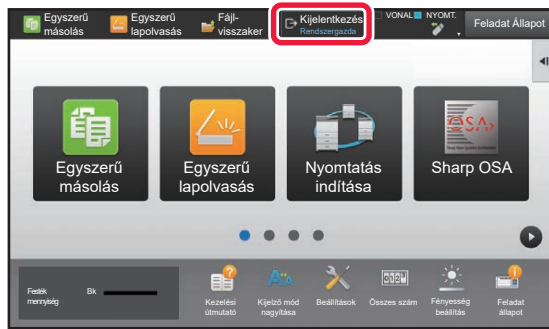 Egyszerű
másolás
Egyszerű
lapolvasás
Fájl-
visszaker
Kijelentkezés
Rendszergazda
VONAL
NYOMT.
Feladat Állapot
Egyszerű
másolás
Egyszerű
lapolvasás
Nyomtatás
indítása
OSA
Sharp OSA
Festék
mennyiség
Bk
Kezelési
útmutató
Kijelző mód
nagyítása
Beállítások
Összes szám
Fényesség
beállítás
Feladat
állapot